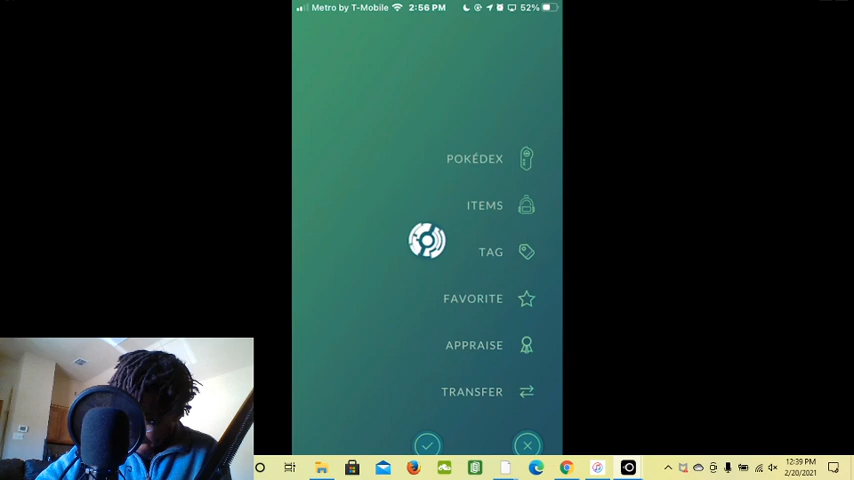 Metro by T-Mobile 2:56 PM 52%
POKÉDEX
ITEMS
TAG
FAVORITE
APPRAISE
TRANSFER
12:39 PM
2/20/2021